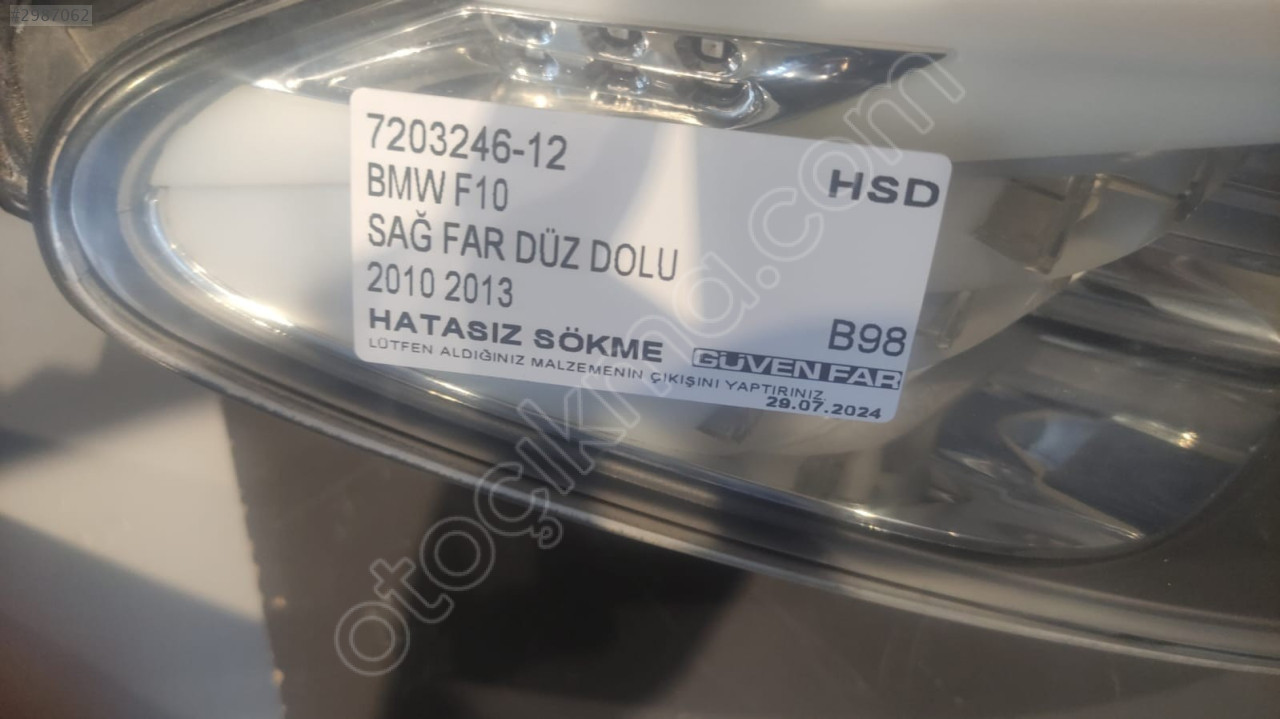 #2987062
7203246-12
BMW F10
HSD
SAĞ FAR DÜZ DOLU
2010 2013
HATASIZ SÖKME
B98
LÜTFEN ALDIĞINIZ MALZEMENİN ÇIKIŞINI YAPTIRINIZ.
GÜVEN FAR
29.07.2024
otoçıkma.com